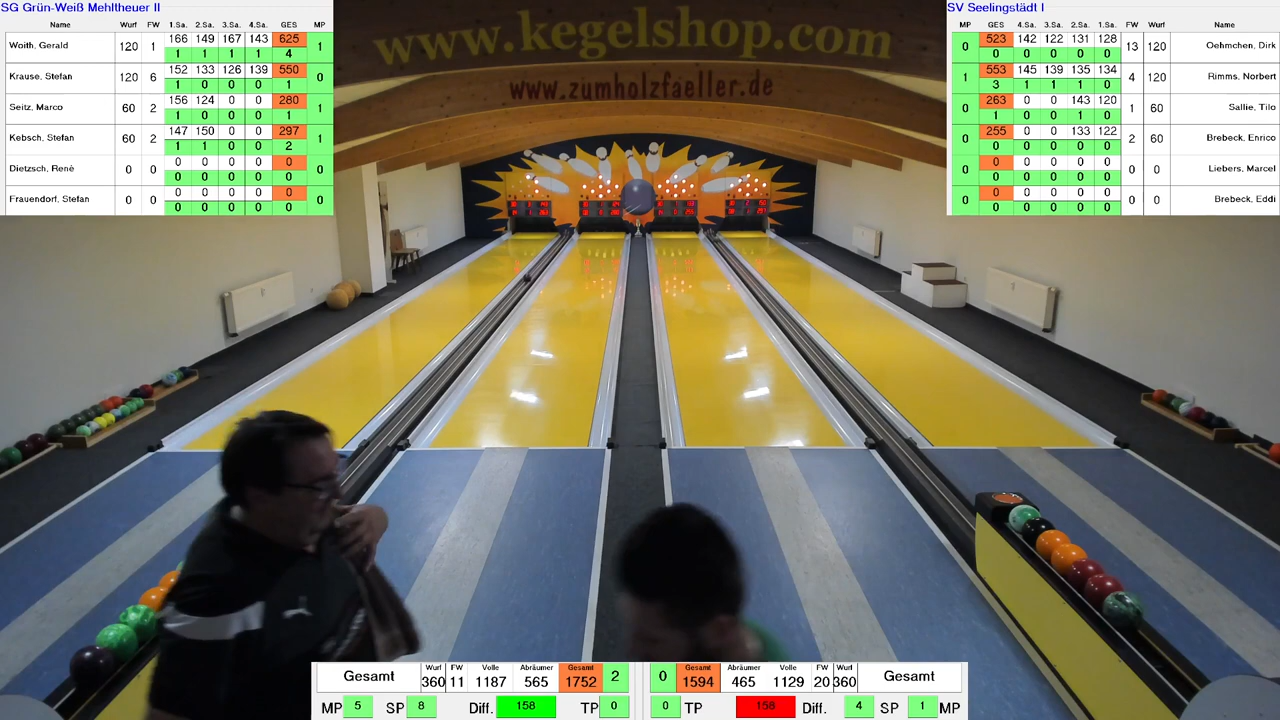 SG Grün-Weiß Mehltheuer II
Name Wurf FW 1.Sa. 2.Sa. 3.Sa. 4.Sa. GES MP
Woith, Gerald 120 1 166 149 167 143 625 1
1 1 1 1 4
Krause, Stefan 120 6 152 133 126 139 550 0
1 0 0 0 1
Seitz, Marco 60 2 156 124 0 0 280 1
1 0 0 0 1
Kebsch, Stefan 60 2 147 150 0 0 297 1
1 1 0 0 2
Dietzsch, Renè 0 0 0 0 0 0 0 0
0 0 0 0 0
Frauendorf, Stefan 0 0 0 0 0 0 0 0
0 0 0 0 0
www.kegelshop.com
www.zumholzfaeller.de
SV Seelingstädt I
MP GES 4.Sa. 3.Sa. 2.Sa. 1.Sa. FW Wurf Name
0 523 142 122 131 128 13 120 Oehmchen, Dirk
0 0 0 0 0
1 553 145 139 135 134 4 120 Rimms, Norbert
3 1 1 1 0
0 263 0 0 143 120 1 60 Sallie, Tilo
1 0 0 1 0
0 255 0 0 133 122 2 60 Brebeck, Enrico
0 0 0 0 0
0 0 0 0 0 0 0 0 Liebers, Marcel
0 0 0 0 0
0 0 0 0 0 0 0 0 Brebeck, Eddi
0 0 0 0 0
Gesamt Wurf 360 FW 11 Volle 1187 Abräumer 565 Gesamt 1752 2
MP 5 SP 8 Diff. 158 TP 0
0 Gesamt 1594 Abräumer 465 Volle 1129 FW 20 Wurf 360 Gesamt
0 TP 158 Diff. 4 SP 1 MP